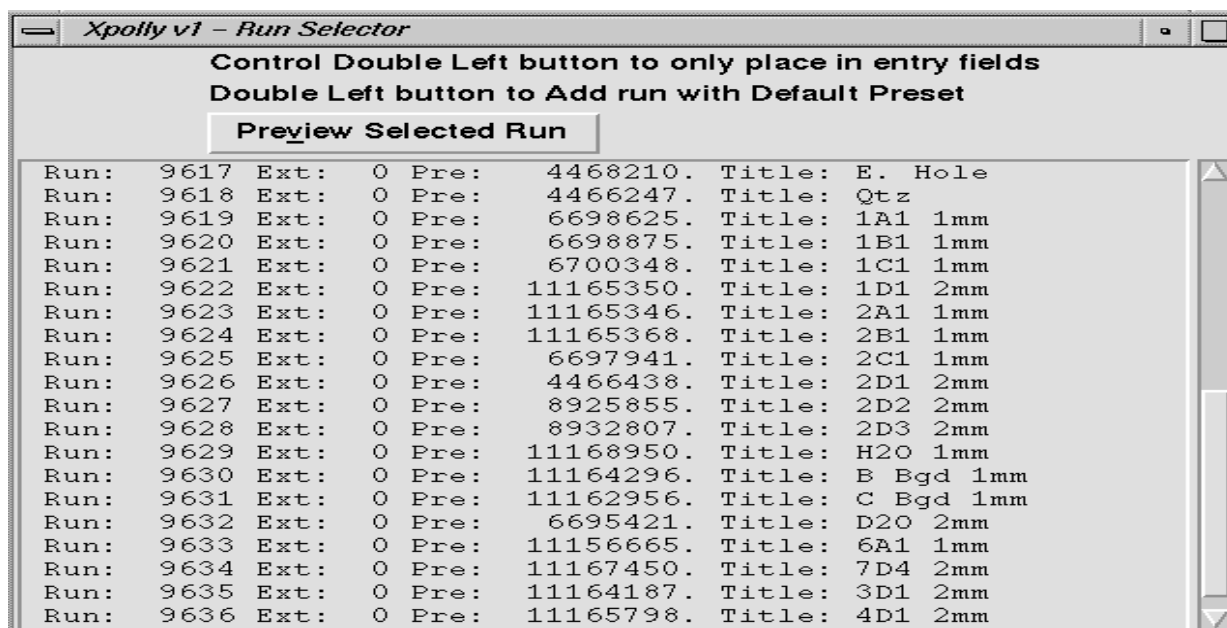 Xpolly v1 – Run Selector
Control Double Left button to only place in entry fields
Double Left button to Add run with Default Preset
Preview Selected Run
Run: 9617 Ext: 0 Pre: 4468210. Title: E. Hole
Run: 9618 Ext: 0 Pre: 4466247. Title: Qtz
Run: 9619 Ext: 0 Pre: 6698625. Title: 1A1 1mm
Run: 9620 Ext: 0 Pre: 6698875. Title: 1B1 1mm
Run: 9621 Ext: 0 Pre: 6700348. Title: 1C1 1mm
Run: 9622 Ext: 0 Pre: 11165350. Title: 1D1 2mm
Run: 9623 Ext: 0 Pre: 11165346. Title: 2A1 1mm
Run: 9624 Ext: 0 Pre: 11165368. Title: 2B1 1mm
Run: 9625 Ext: 0 Pre: 6697941. Title: 2C1 1mm
Run: 9626 Ext: 0 Pre: 4466438. Title: 2D1 2mm
Run: 9627 Ext: 0 Pre: 8925855. Title: 2D2 2mm
Run: 9628 Ext: 0 Pre: 8932807. Title: 2D3 2mm
Run: 9629 Ext: 0 Pre: 11168950. Title: H2O 1mm
Run: 9630 Ext: 0 Pre: 11164296. Title: B Bgd 1mm
Run: 9631 Ext: 0 Pre: 11162956. Title: C Bgd 1mm
Run: 9632 Ext: 0 Pre: 6695421. Title: D2O 2mm
Run: 9633 Ext: 0 Pre: 11156665. Title: 6A1 1mm
Run: 9634 Ext: 0 Pre: 11167450. Title: 7D4 2mm
Run: 9635 Ext: 0 Pre: 11164187. Title: 3D1 2mm
Run: 9636 Ext: 0 Pre: 11165798. Title: 4D1 2mm